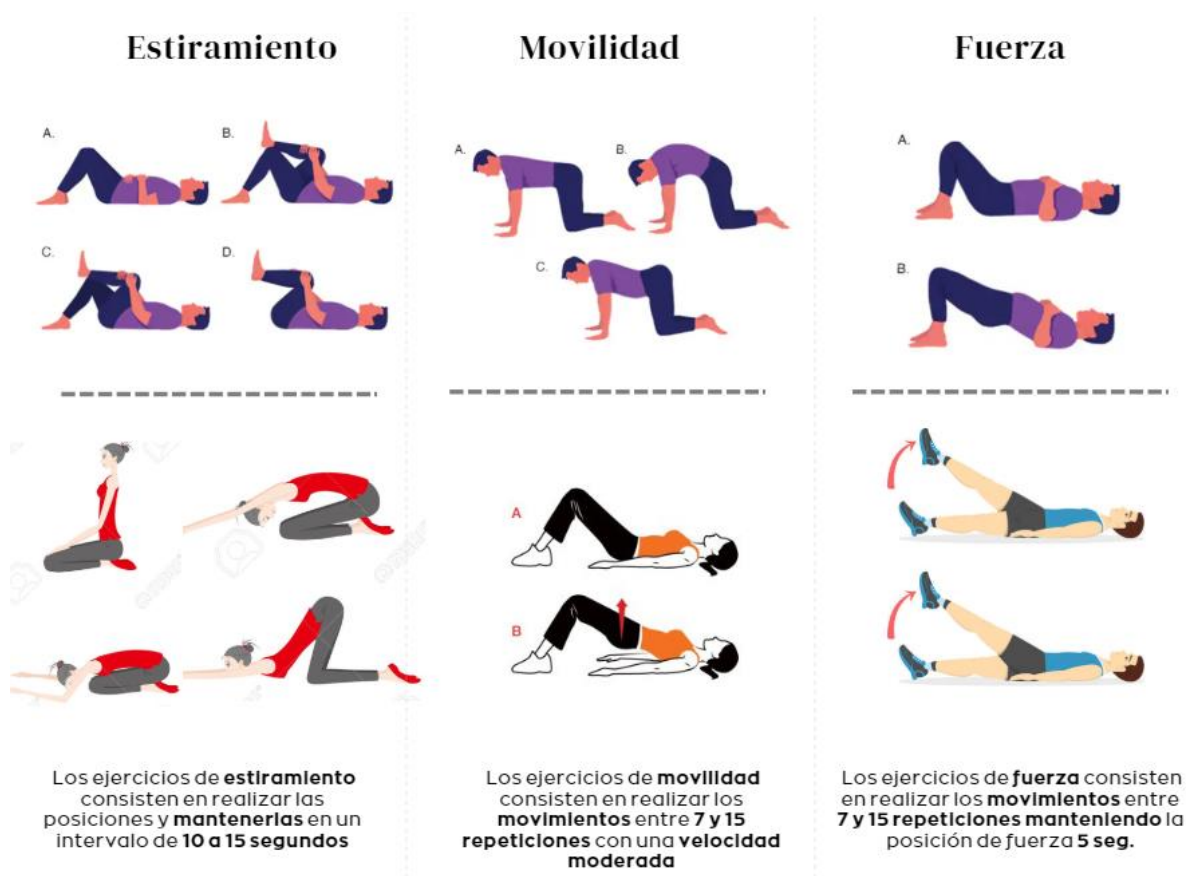 Estiramiento
A.
B.
C.
D.
Los ejercicios de estiramiento
consisten en realizar las
posiciones y mantenerlas en un
intervalo de 10 a 15 segundos
Movilidad
A.
B.
C.
A
B
Los ejercicios de movilidad
consisten en realizar los
movimientos entre 7 y 15
repeticiones con una velocidad
moderada
Fuerza
A.
B.
Los ejercicios de fuerza consisten
en realizar los movimientos entre
7 y 15 repeticiones manteniendo la
posición de fuerza 5 seg.